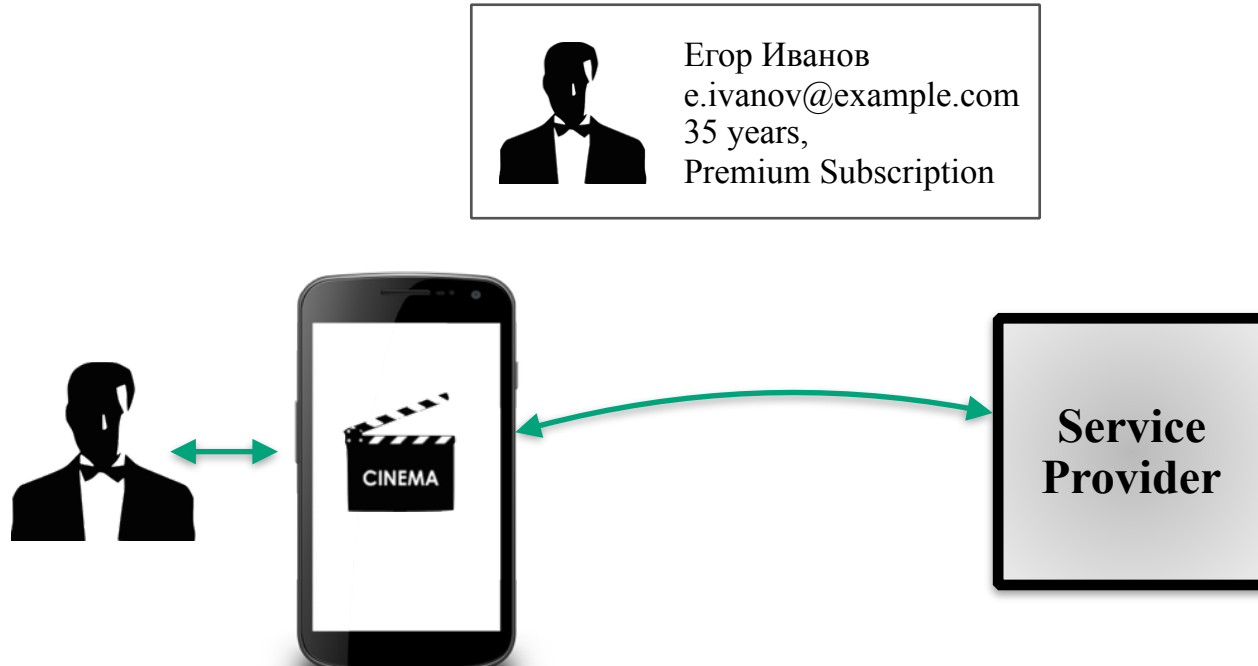 Егор Иванов
e.ivanov@example.com
35 years,
Premium Subscription
CINEMA
Service
Provider